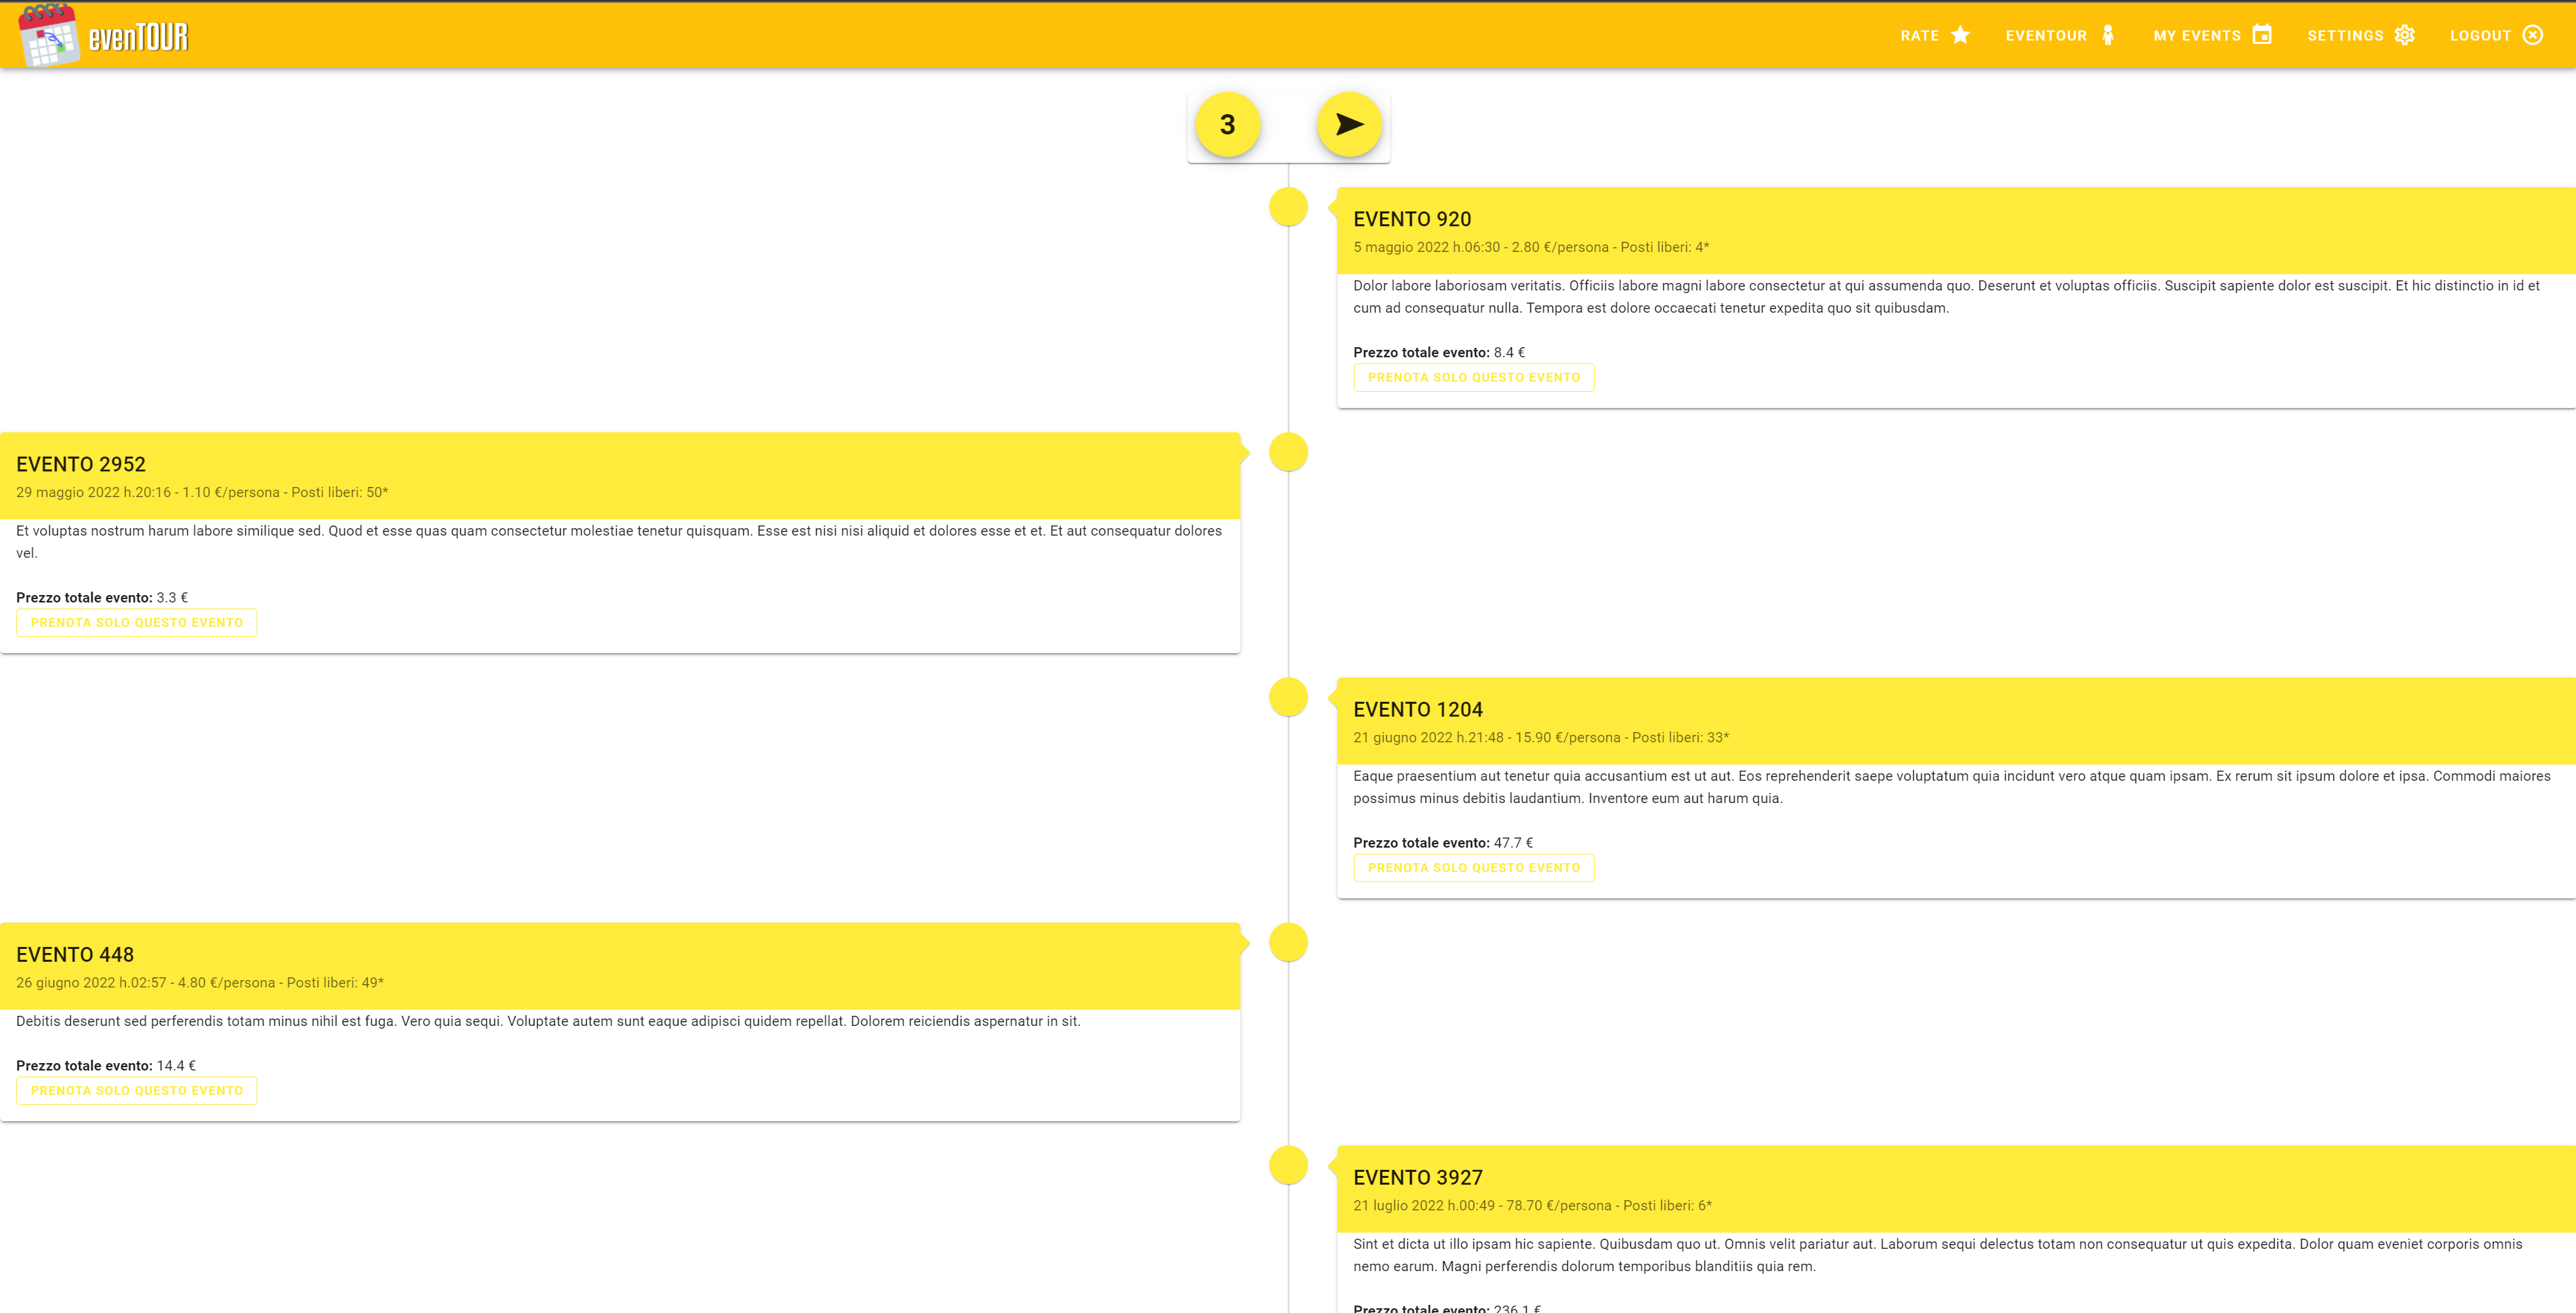 evenTOUR
RATE
EVENTOUR
MY EVENTS
SETTINGS
LOGOUT
3
EVENTO 920
5 maggio 2022 h.06:30 - 2.80 €/persona - Posti liberi: 4*
Dolor labore laboriosam veritatis. Officiis labore magni labore consectetur at qui assumenda quo. Deserunt et voluptas officiis. Suscipit sapiente dolor est suscipit. Et hic distinctio in id et
cum ad consequatur nulla. Tempora est dolore occaecati tenetur expedita quo sit quibusdam.
Prezzo totale evento: 8.4 €
PRENOTA SOLO QUESTO EVENTO
EVENTO 2952
29 maggio 2022 h.20:16 - 1.10 €/persona - Posti liberi: 50*
Et voluptas nostrum harum labore similique sed. Quod et esse quas quam consectetur molestiae tenetur quisquam. Esse est nisi nisi aliquid et dolores esse et et. Et aut consequatur dolores
vel.
Prezzo totale evento: 3.3 €
PRENOTA SOLO QUESTO EVENTO
EVENTO 1204
21 giugno 2022 h.21:48 - 15.90 €/persona - Posti liberi: 33*
Eaque praesentium aut tenetur quia accusantium est ut aut. Eos reprehenderit saepe voluptatum quia incidunt vero atque quam ipsam. Ex rerum sit ipsum dolore et ipsa. Commodi maiores
possimus minus debitis laudantium. Inventore eum aut harum quia.
Prezzo totale evento: 47.7 €
PRENOTA SOLO QUESTO EVENTO
EVENTO 448
26 giugno 2022 h.02:57 - 4.80 €/persona - Posti liberi: 49*
Debitis deserunt sed perferendis totam minus nihil est fuga. Vero quia sequi. Voluptate autem sunt eaque adipisci quidem repellat. Dolorem reiciendis aspernatur in sit.
Prezzo totale evento: 14.4 €
PRENOTA SOLO QUESTO EVENTO
EVENTO 3927
21 luglio 2022 h.00:49 - 78.70 €/persona - Posti liberi: 6*
Sint et dicta ut illo ipsam hic sapiente. Quibusdam quo ut. Omnis velit pariatur aut. Laborum sequi delectus totam non consequatur ut quis expedita. Dolor quam eveniet corporis omnis
nemo earum. Magni perferendis dolorum temporibus blanditiis quia rem.
Prezzo totale evento: 236.1 €